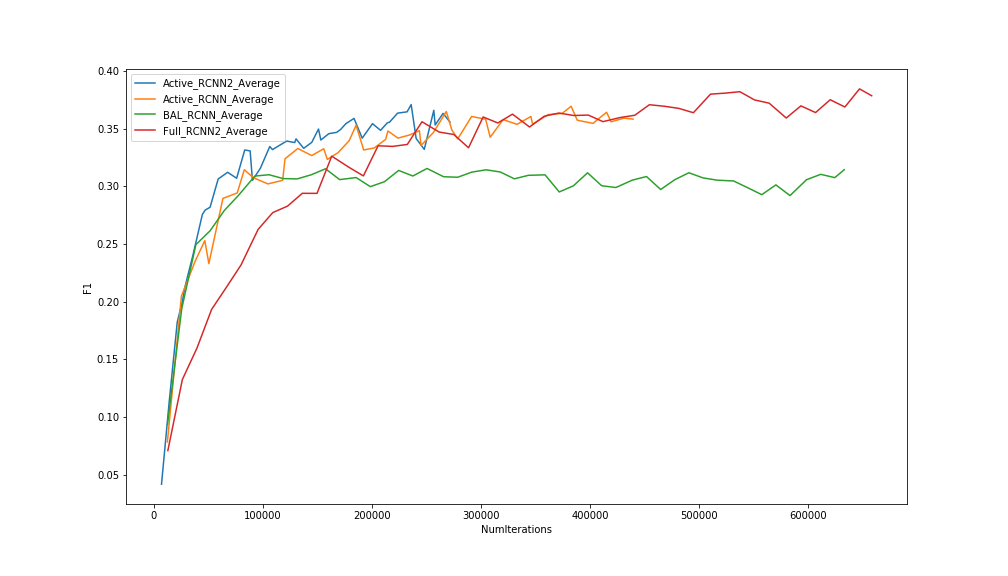 Active_RCNN2_Average
Active_RCNN_Average
BAL_RCNN_Average
Full_RCNN2_Average
0.40
0.35
0.30
0.25
0.20
0.15
0.10
0.05
F1
0 100000 200000 300000 400000 500000 600000
NumIterations